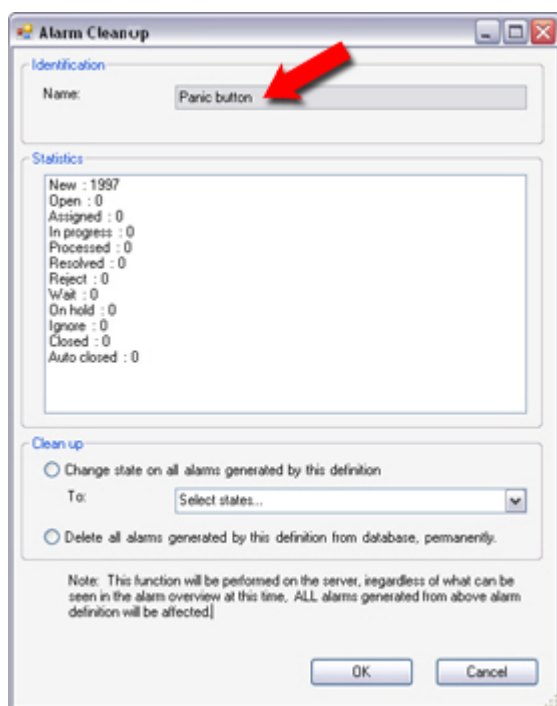 Alarm Cleanup
Identification
Name:
Panic button
Statistics
New : 1997
Open : 0
Assigned : 0
In progress : 0
Processed : 0
Resolved : 0
Reject : 0
Wait : 0
On hold : 0
Ignore : 0
Closed : 0
Auto closed : 0
Clean up
Change state on all alarms generated by this definition
To:
Select states...
Delete all alarms generated by this definition from database, permanently.
Note: This function will be performed on the server, iregardless of what can be
seen in the alarm overview at this time, ALL alarms generated from above alarm
definition will be affected.
OK
Cancel